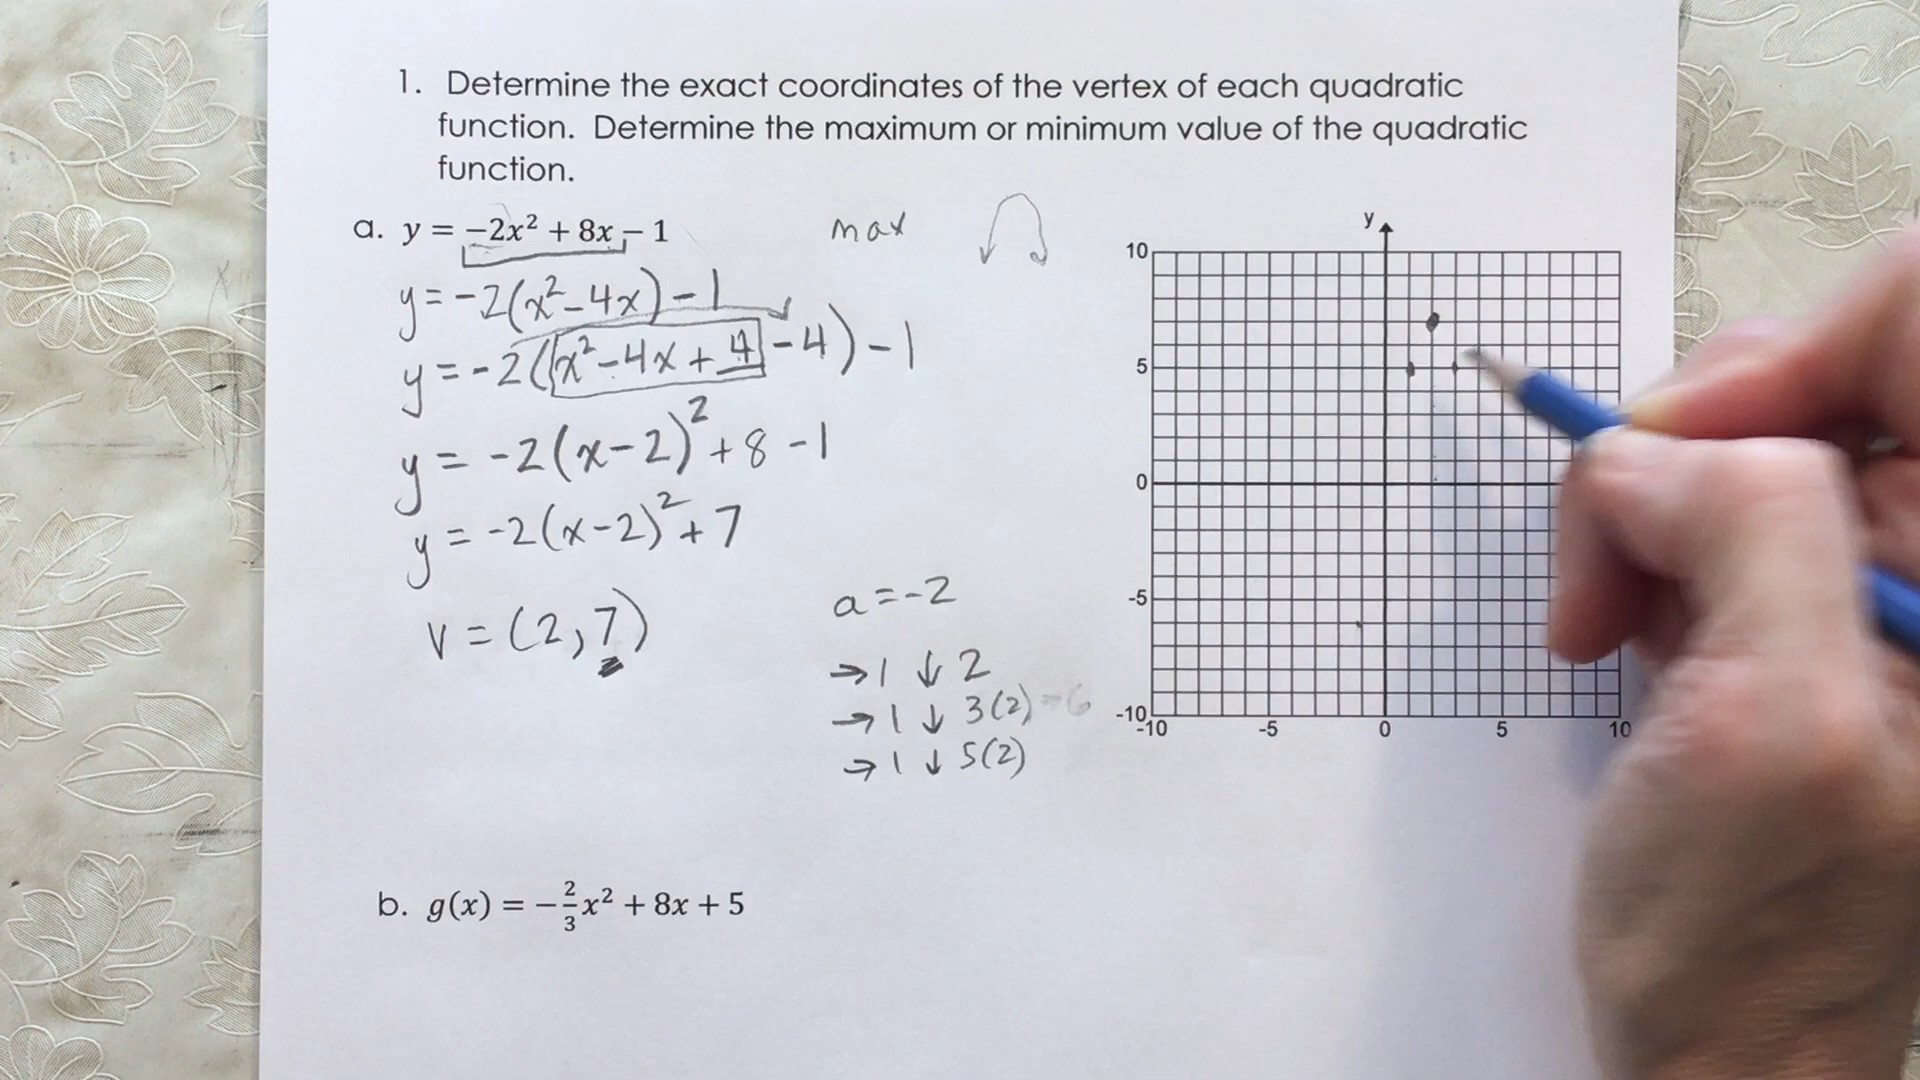 1. Determine the exact coordinates of the vertex of each quadratic
function. Determine the maximum or minimum value of the quadratic
function.
a. y = −2x² + 8x − 1
max
y = -2(x² - 4x) - 1
y = -2(x² - 4x + 4 - 4) - 1
y = -2(x - 2)² + 8 - 1
y = -2(x - 2)² + 7
V = (2, 7)
a = -2
→ 1 ↓ 2
→ 1 ↓ 3(2) = 6
→ 1 ↓ 5(2)
y
10
5
0
-5
-10
-10 -5 0 5 10
b. g(x) = −2/3x² + 8x + 5